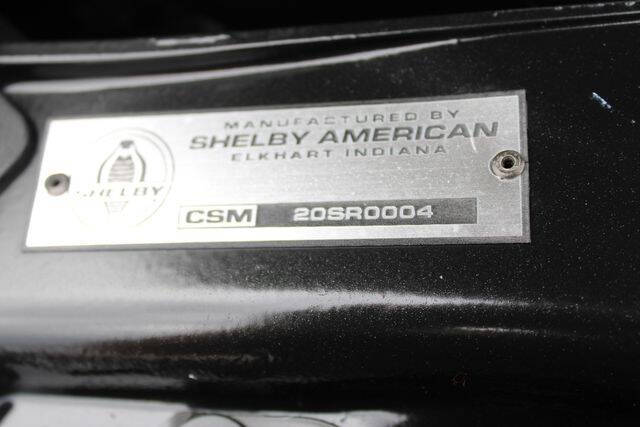 MANUFACTURED BY
SHELBY AMERICAN
ELKHART INDIANA
SHELBY
CSM 20SR0004